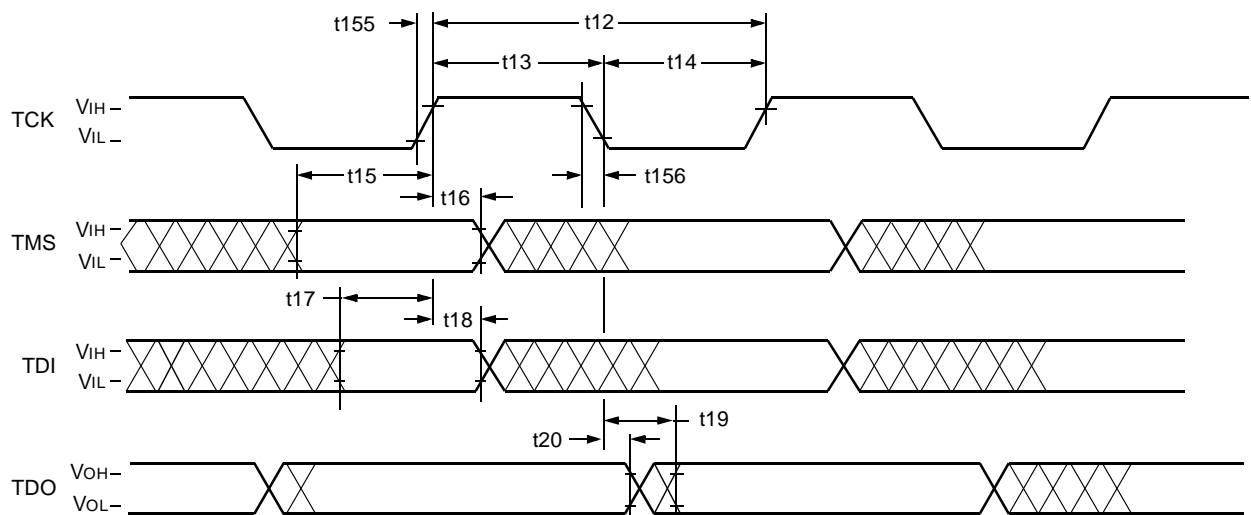 t155
t12
t13
t14
TCK
VIH
VIL
t15
t156
t16
TMS
VIH
VIL
t17
t18
TDI
VIH
VIL
t19
t20
TDO
VOH
VOL